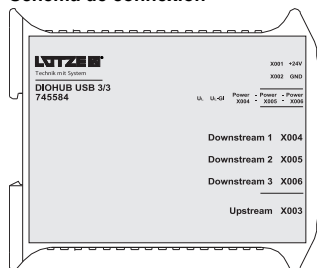 Schéma de connexion
LÜTZE
Technik mit System
DIOHUB USB 3/3
745584
X001 +24V
X002 GND
Power - Power - Power
X004 - X005 - X006
Downstream 1 X004
Downstream 2 X005
Downstream 3 X006
Upstream X003